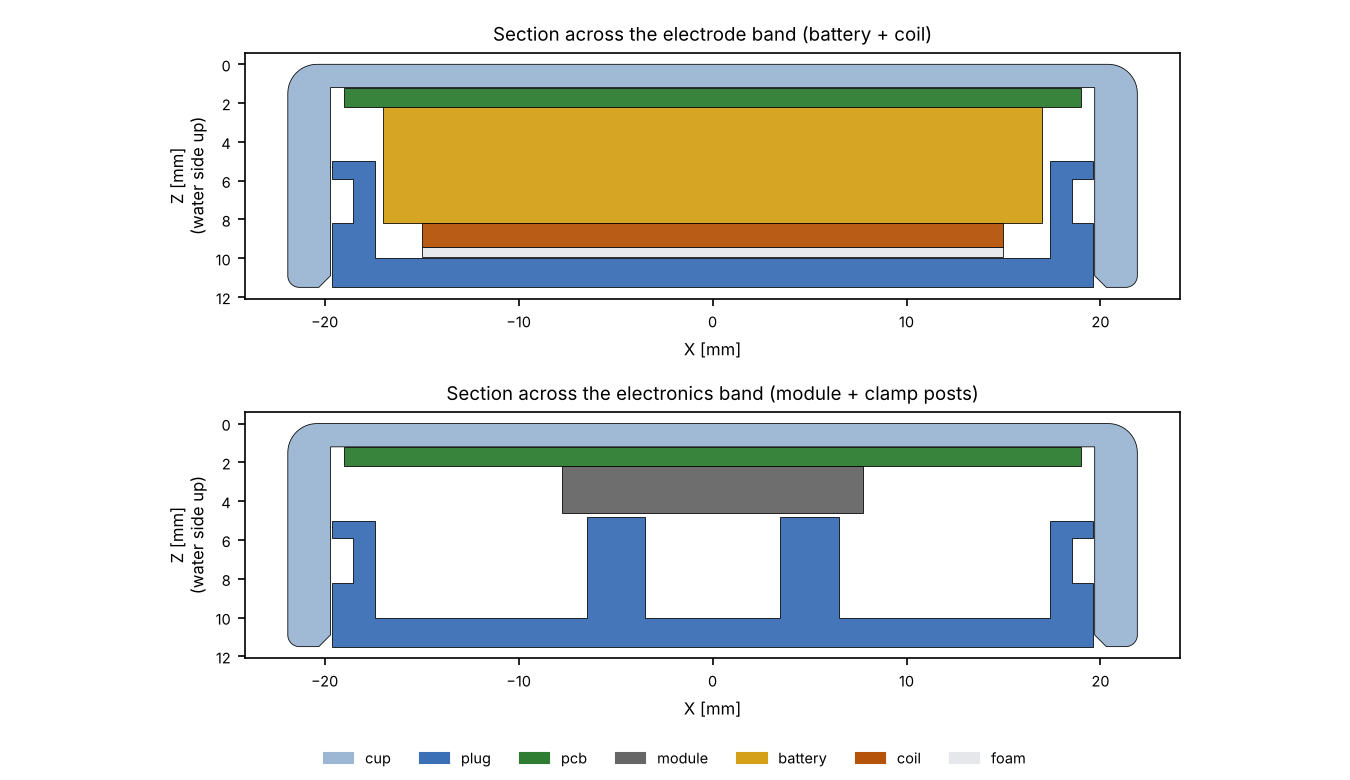 Section across the electrode band (battery + coil)
0
2
4
6
8
10
12
Z [mm]
(water side up)
−20
−10
0
10
20
X [mm]
Section across the electronics band (module + clamp posts)
0
2
4
6
8
10
12
Z [mm]
(water side up)
−20
−10
0
10
20
X [mm]
cup
plug
pcb
module
battery
coil
foam